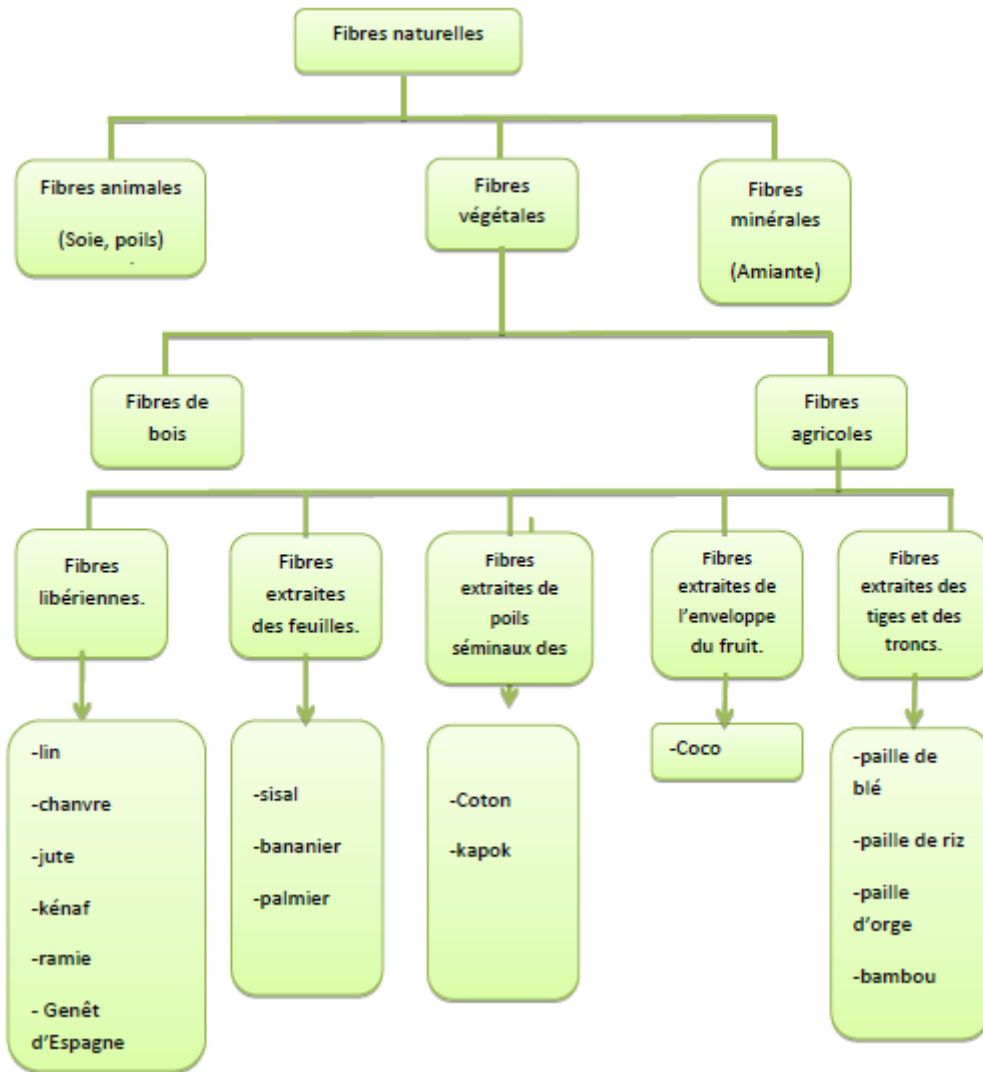 Fibres naturelles
Fibres animales
(Soie, poils)
Fibres
végétales
Fibres
minérales
(Amiante)
Fibres de
bois
Fibres
agricoles
Fibres
libériennes.
Fibres
extraites
des feuilles.
Fibres
extraites de
poils
séminaux des
Fibres
extraites de
l'enveloppe
du fruit.
Fibres
extraites des
tiges et des
troncs.
-lin
-chanvre
-jute
-kénaf
-ramie
- Genêt
d'Espagne
-sisal
-bananier
-palmier
-Coton
-kapok
-Coco
-paille de
blé
-paille de riz
-paille
d'orge
-bambou